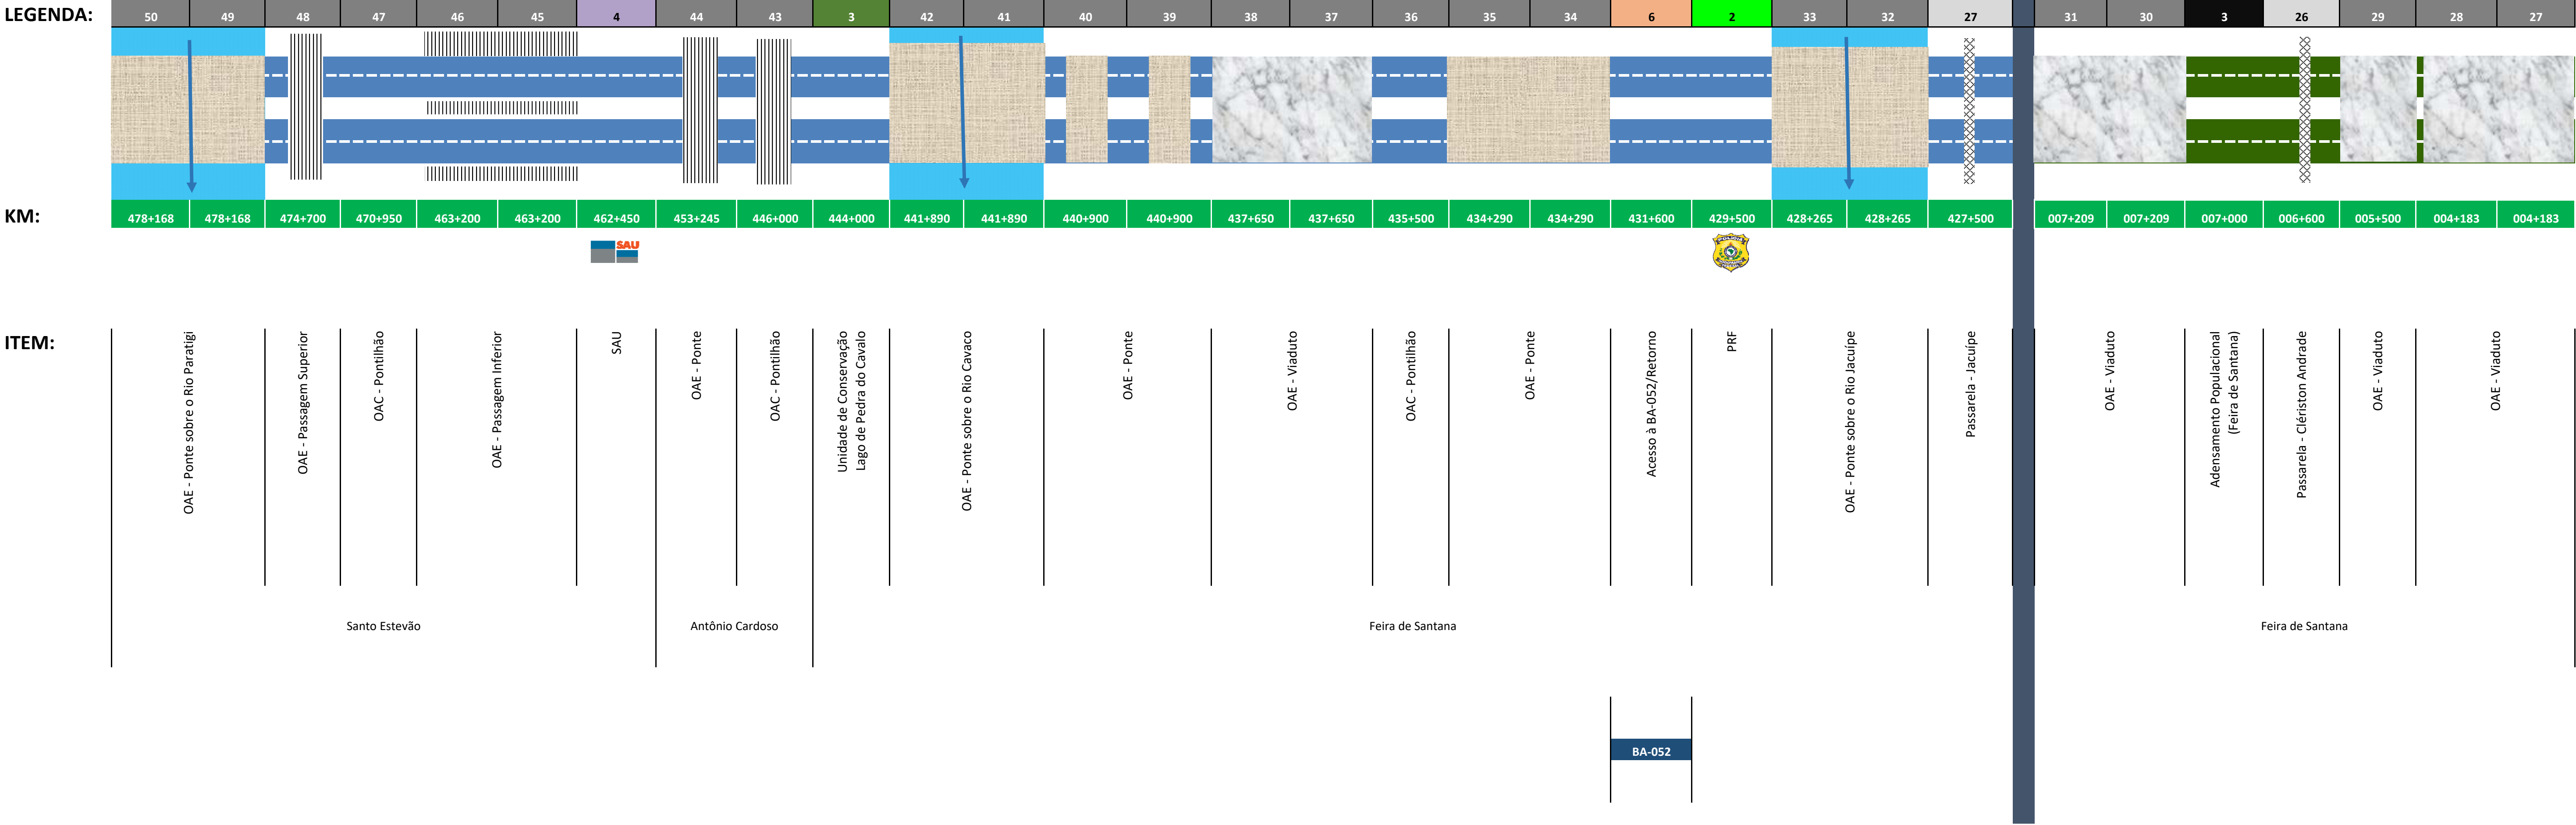 LEGENDA: 50 49 48 47 46 45 4 44 43 3 42 41 40 39 38 37 36 35 34 6 2 33 32 27 31 30 3 26 29 28 27
KM: 478+168 478+168 474+700 470+950 463+200 463+200 462+450 453+245 446+000 444+000 441+890 441+890 440+900 440+900 437+650 437+650 435+500 434+290 434+290 431+600 429+500 428+265 428+265 427+500 007+209 007+209 007+000 006+600 005+500 004+183 004+183
SAU
ITEM:
OAE - Ponte sobre o Rio Paratigi
OAE - Passagem Superior
OAC - Pontilhão
OAE - Passagem Inferior
SAU
OAE - Ponte
OAC - Pontilhão
Unidade de Conservação
Lago de Pedra do Cavalo
OAE - Ponte sobre o Rio Cavaco
OAE - Ponte
OAE - Viaduto
OAC - Pontilhão
OAE - Ponte
Acesso à BA-052/Retorno
PRF
OAE - Ponte sobre o Rio Jacuípe
Passarela - Jacuípe
OAE - Viaduto
Adensamento Populacional
(Feira de Santana)
Passarela - Clériston Andrade
OAE - Viaduto
OAE - Viaduto
Santo Estevão Antônio Cardoso Feira de Santana Feira de Santana
BA-052